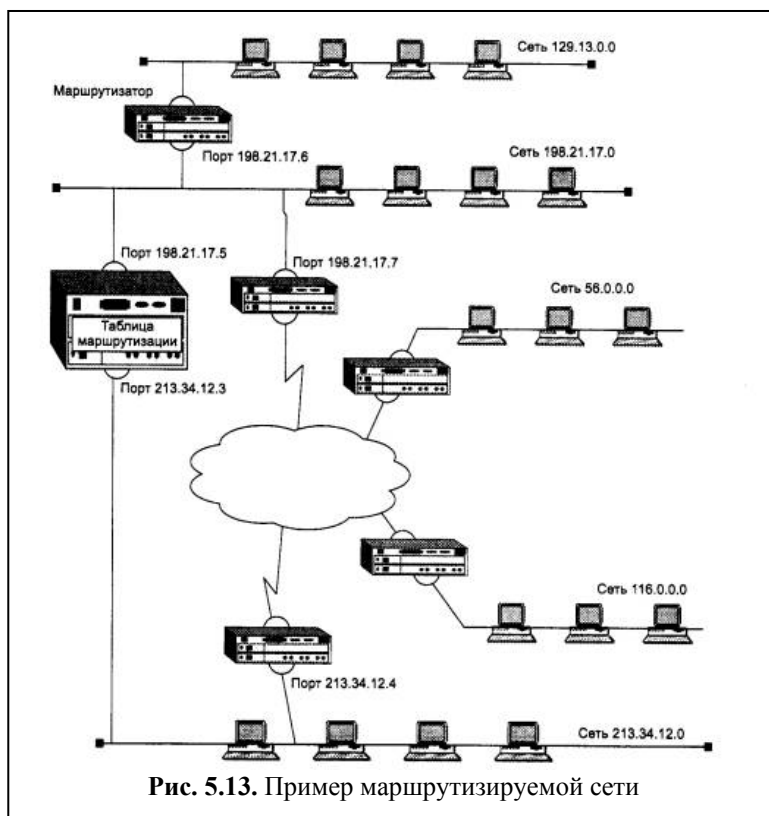 Сеть 129.13.0.0
Маршрутизатор
Порт 198.21.17.6
Сеть 198.21.17.0
Порт 198.21.17.5
Порт 198.21.17.7
Сеть 56.0.0.0
Таблица
маршрутизации
Порт 213.34.12.3
Сеть 116.0.0.0
Порт 213.34.12.4
Сеть 213.34.12.0
Рис. 5.13. Пример маршрутизируемой сети